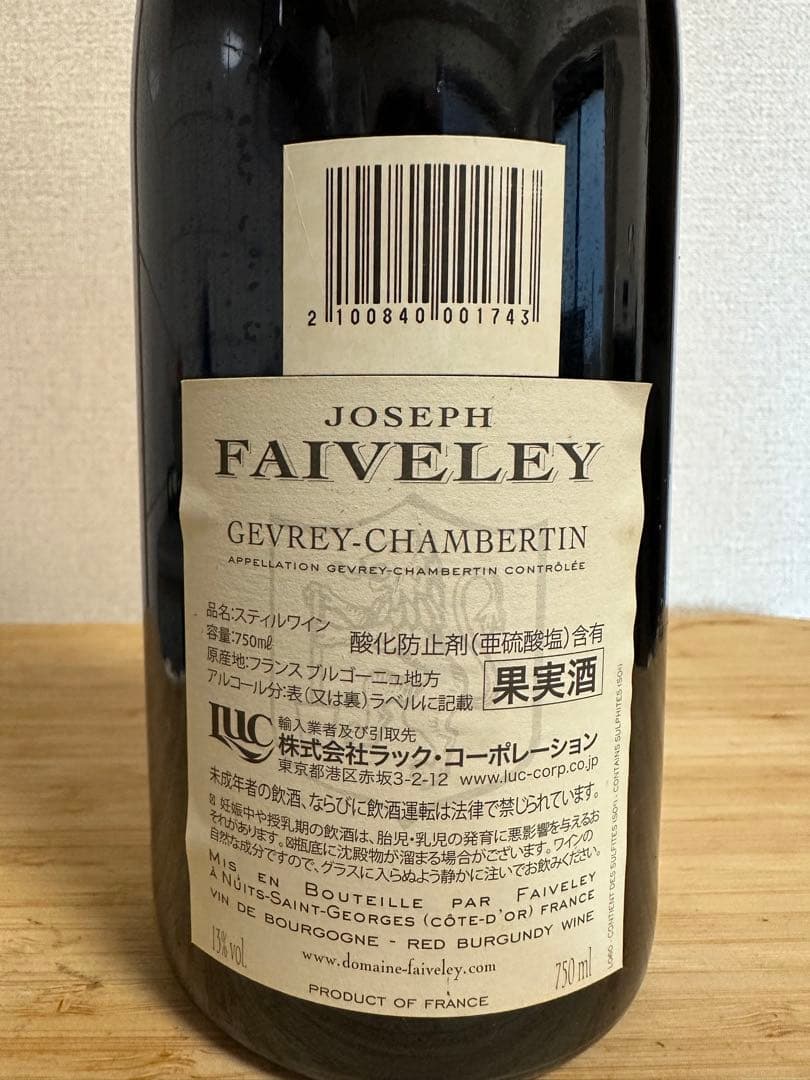 2 100840 001743
JOSEPH
FAIVELEY
GEVREY-CHAMBERTIN
APPELLATION GEVREY-CHAMBERTIN CONTRÔLÉE
品名:スティルワイン
容量:750mℓ
酸化防止剤(亜硫酸塩)含有
原産地:フランス ブルゴーニュ地方
アルコール分:表(又は裏)ラベルに記載
果実酒
LUC
輸入業者及び引取先
株式会社ラック・コーポレーション
東京都港区赤坂3-2-12 www.luc-corp.co.jp
未成年者の飲酒、ならびに飲酒運転は法律で禁じられています。
妊娠中や授乳期の飲酒は、胎児・乳児の発育に悪影響を与えるお
それがあります。瓶底に沈殿物が溜まる場合がございます。ワインの
自然な成分ですので、グラスに入らぬよう静かに注いでお飲みください。
MIS EN BOUTEILLE PAR FAIVELEY
À NUITS-SAINT-GEORGES (CÔTE-D'OR) FRANCE
VIN DE BOURGOGNE - RED BURGUNDY WINE
13% vol.
www.domaine-faiveley.com
750 ml
PRODUCT OF FRANCE
CONTIENT DES SULFITES (SO2) . CONTAINS SULPHITES (SO2)